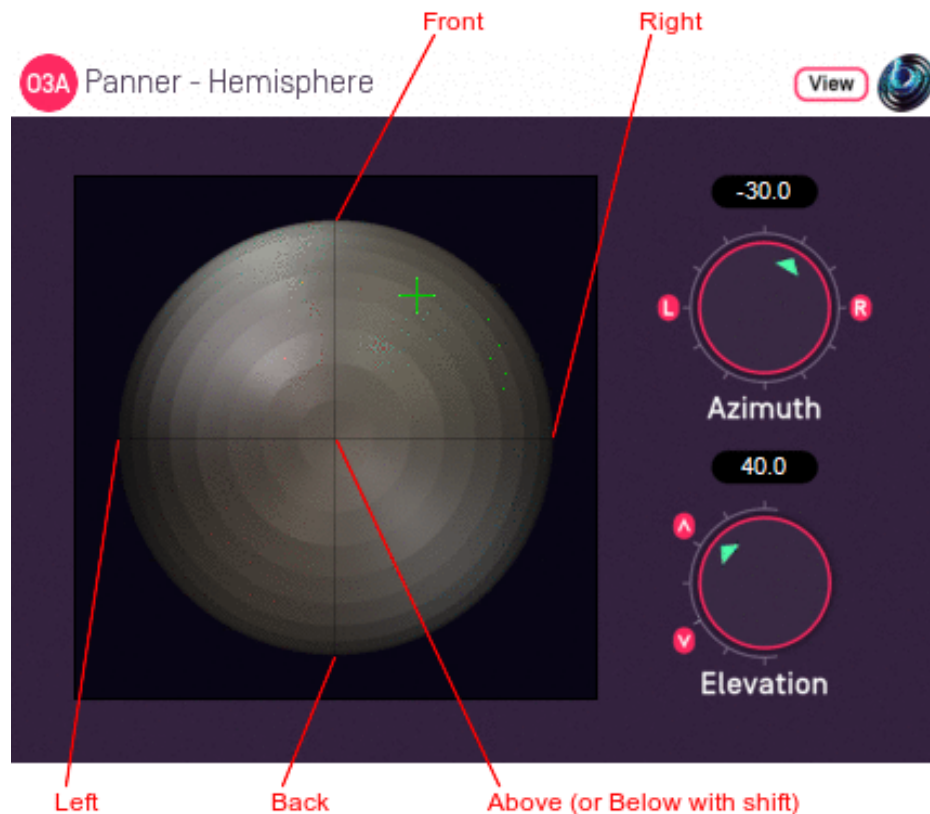 Front
Right
O3A Panner - Hemisphere
View
-30.0
L
R
Azimuth
40.0
Elevation
Left
Back
Above (or Below with shift)